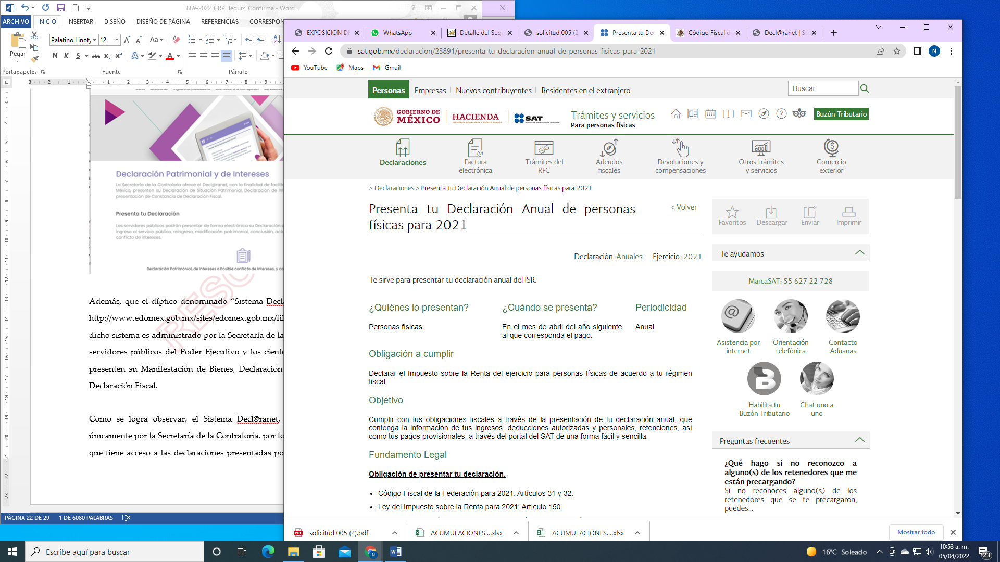 889-2022_GRP_Tequix_Confirma - Word
ARCHIVO INICIO INSERTAR DISEÑO DISEÑO DE PÁGINA REFERENCIAS CORRESPON
Palatino Linoty 12
Pegar
N K S abc x₂ x²
Portapapeles Fuente Párrafo
Declaración Patrimonial y de Intereses
La Secretaría de la Contraloría ofrece el Decl@ranet, con la finalidad de facilit
México, presenten su Declaración de Situación Patrimonial, Declaración de Int
presentación de Constancia de Declaración Fiscal.
Presenta tu Declaración
Los servidores públicos podrán presentar de forma electrónica su Declaración d
ingreso al servicio público, reingreso, modificación patrimonial, conclusión, actu
conflicto de intereses.
Declaración Patrimonial, de Intereses o Posible conflicto de Intereses, y co
RESO
Además, que el díptico denominado “Sistema Decla
http://www.edomex.gob.mx/sites/edomex.gob.mx/fil
dicho sistema es administrado por la Secretaría de la
servidores públicos del Poder Ejecutivo y los ciento
presenten su Manifestación de Bienes, Declaración
Declaración Fiscal.
Como se logra observar, el Sistema Decl@ranet,
únicamente por la Secretaría de la Contraloría, por lo
que tiene acceso a las declaraciones presentadas po
PÁGINA 22 DE 29 1 DE 6080 PALABRAS
EXPOSICION DE WhatsApp Detalle del Segu solicitud 005 (2 Presenta tu Dec Código Fiscal d Decl@ranet | Se
sat.gob.mx/declaracion/23891/presenta-tu-declaracion-anual-de-personas-fisicas-para-2021
N
YouTube Maps Gmail
Personas Empresas Nuevos contribuyentes Residentes en el extranjero Buscar
GOBIERNO DE MÉXICO HACIENDA SAT
Trámites y servicios
Para personas físicas
Buzón Tributario
Declaraciones
Factura electrónica
Trámites del RFC
Adeudos fiscales
Devoluciones y compensaciones
Otros trámites y servicios
Comercio exterior
> Declaraciones > Presenta tu Declaración Anual de personas físicas para 2021
Presenta tu Declaración Anual de personas
físicas para 2021
< Volver
Declaración: Anuales Ejercicio: 2021
Te sirve para presentar tu declaración anual del ISR.
¿Quiénes lo presentan?
Personas físicas.
¿Cuándo se presenta?
En el mes de abril del año siguiente
al que corresponda el pago.
Periodicidad
Anual
Obligación a cumplir
Declarar el Impuesto sobre la Renta del ejercicio para personas físicas de acuerdo a tu régimen
fiscal.
Objetivo
Cumplir con tus obligaciones fiscales a través de la presentación de tu declaración anual, que
contenga la información de tus ingresos, deducciones autorizadas y personales, retenciones, así
como tus pagos provisionales, a través del portal del SAT de una forma fácil y sencilla.
Fundamento Legal
Obligación de presentar tu declaración.
• Código Fiscal de la Federación para 2021: Artículos 31 y 32.
• Ley del Impuesto sobre la Renta para 2021: Artículo 150.
Favoritos Descargar Enviar Imprimir
Te ayudamos
MarcaSAT: 55 627 22 728
Asistencia por internet
Orientación telefónica
Contacto Aduanas
Habilita tu Buzón Tributario
Chat uno a uno
Preguntas frecuentes
¿Qué hago si no reconozco a
alguno(s) de los retenedores que me
están precargando?
Si no reconoces alguno(s) de los
retenedores que se te precargaron,
puedes...
solicitud 005 (2).pdf ACUMULACIONES....xlsx ACUMULACIONES....xlsx Mostrar todo
Escribe aquí para buscar
16°C Soleado
10:53 a. m.
05/04/2022
23